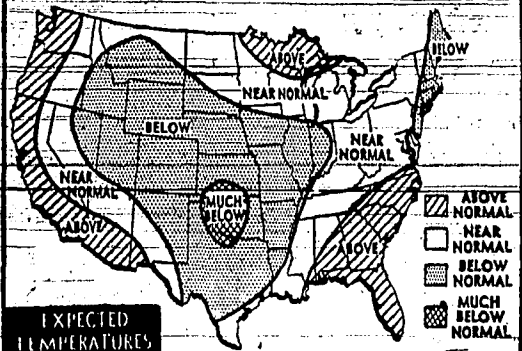 ABOVE
BELOW
NEAR NORMAL
BELOW
NEAR
NORMAL
NEAR
NORMAL
MUCH
BELOW
ABOVE
ABOVE
ABOVE
NORMAL
NEAR
NORMAL
BELOW
NORMAL
MUCH
BELOW
NORMAL
EXPECTED
TEMPERATURES